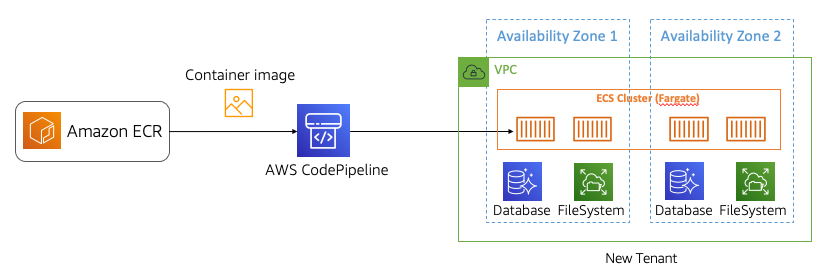 Availability Zone 1
Availability Zone 2
VPC
Container image
ECS Cluster (Fargate)
Amazon ECR
AWS CodePipeline
Database
FileSystem
Database
FileSystem
New Tenant